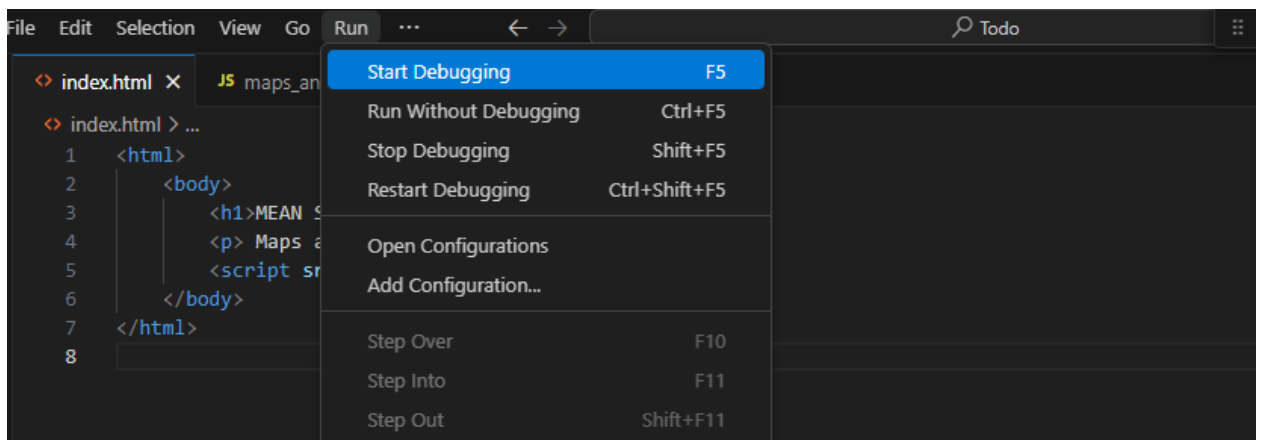 File Edit Selection View Go Run ... ← → Todo
<> index.html × JS maps_an
<> index.html > ...
1 <html>
2 <body>
3 <h1>MEAN
4 <p> Maps
5 <script
6 </body>
7 </html>
8
Start Debugging F5
Run Without Debugging Ctrl+F5
Stop Debugging Shift+F5
Restart Debugging Ctrl+Shift+F5
Open Configurations
Add Configuration...
Step Over F10
Step Into F11
Step Out Shift+F11